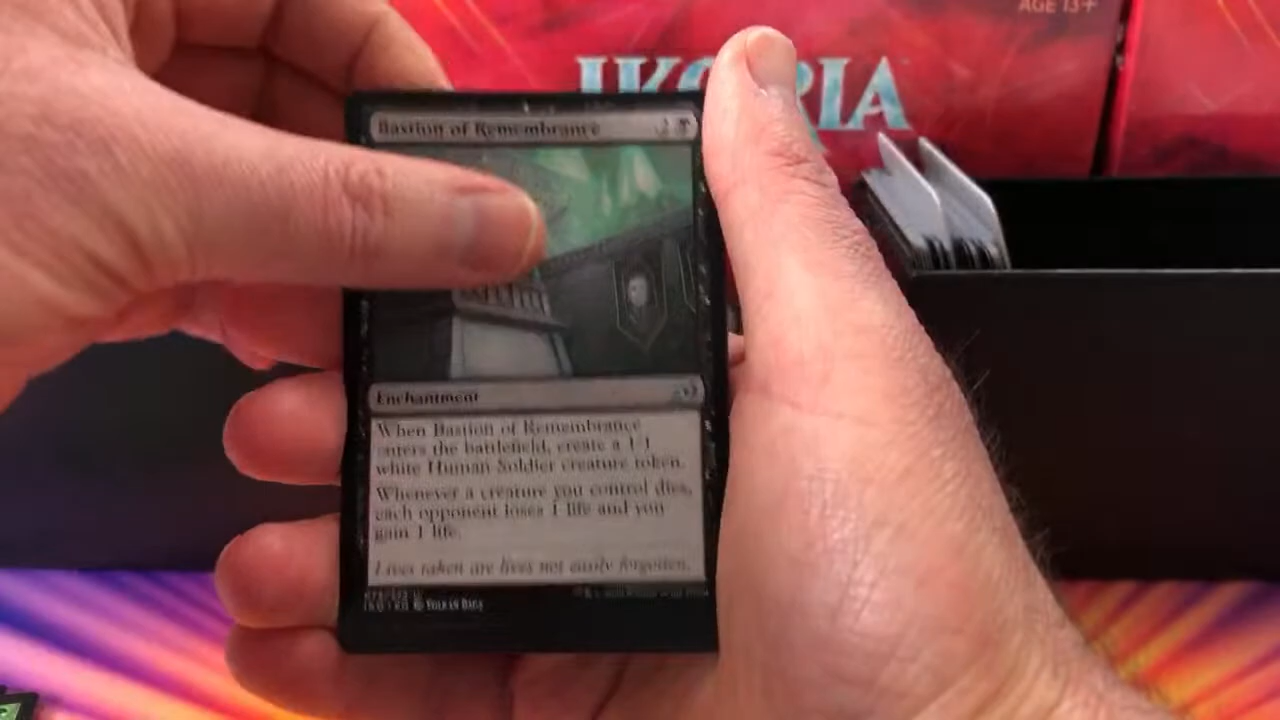 AGE 13+
IKORIA
Bastion of Remembrance 2
Enchantment
When Bastion of Remembrance
enters the battlefield, create a 1/1
white Human Soldier creature token.
Whenever a creature you control dies,
each opponent loses 1 life and you
gain 1 life.
Lives taken are lives not easily forgotten.